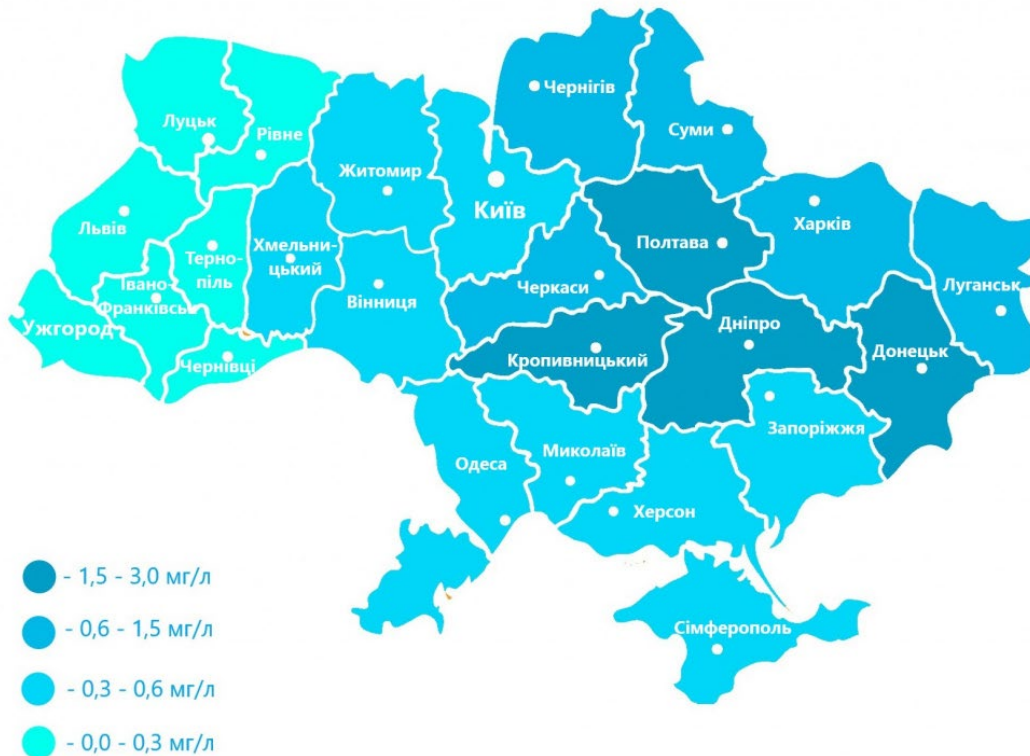 Чернігів
Луцьк
Рівне
Суми
Житомир
Київ
Львів
Харків
Полтава
Терно-
піль
Хмельни-
цький
Івано-
Франківськ
Вінниця
Черкаси
Луганськ
Ужгород
Дніпро
Чернівці
Кропивницький
Донецьк
Запоріжжя
Миколаїв
Одеса
Херсон
Сімферополь
- 1,5 - 3,0 мг/л
- 0,6 - 1,5 мг/л
- 0,3 - 0,6 мг/л
- 0,0 - 0,3 мг/л